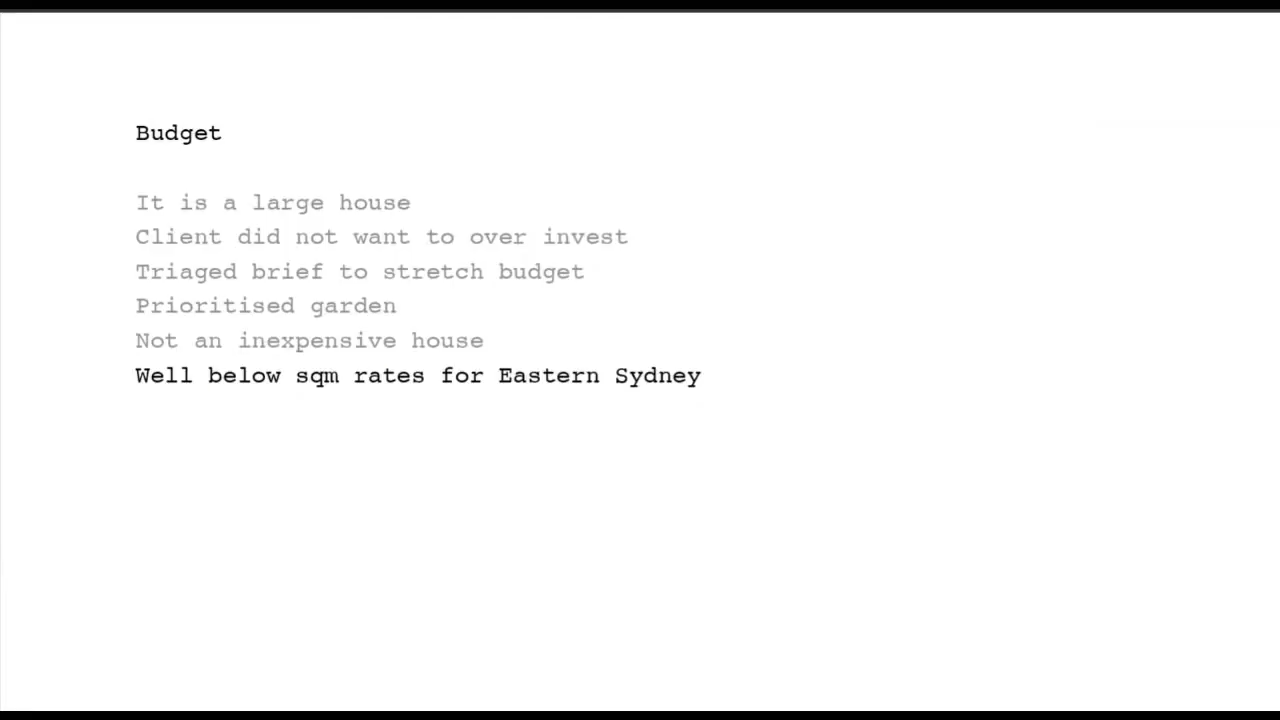 Budget
It is a large house
Client did not want to over invest
Triaged brief to stretch budget
Prioritised garden
Not an inexpensive house
Well below sqm rates for Eastern Sydney